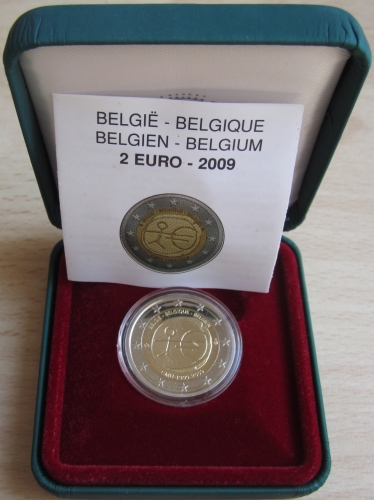 BELGIË - BELGIQUE
BELGIEN - BELGIUM
2 EURO - 2009